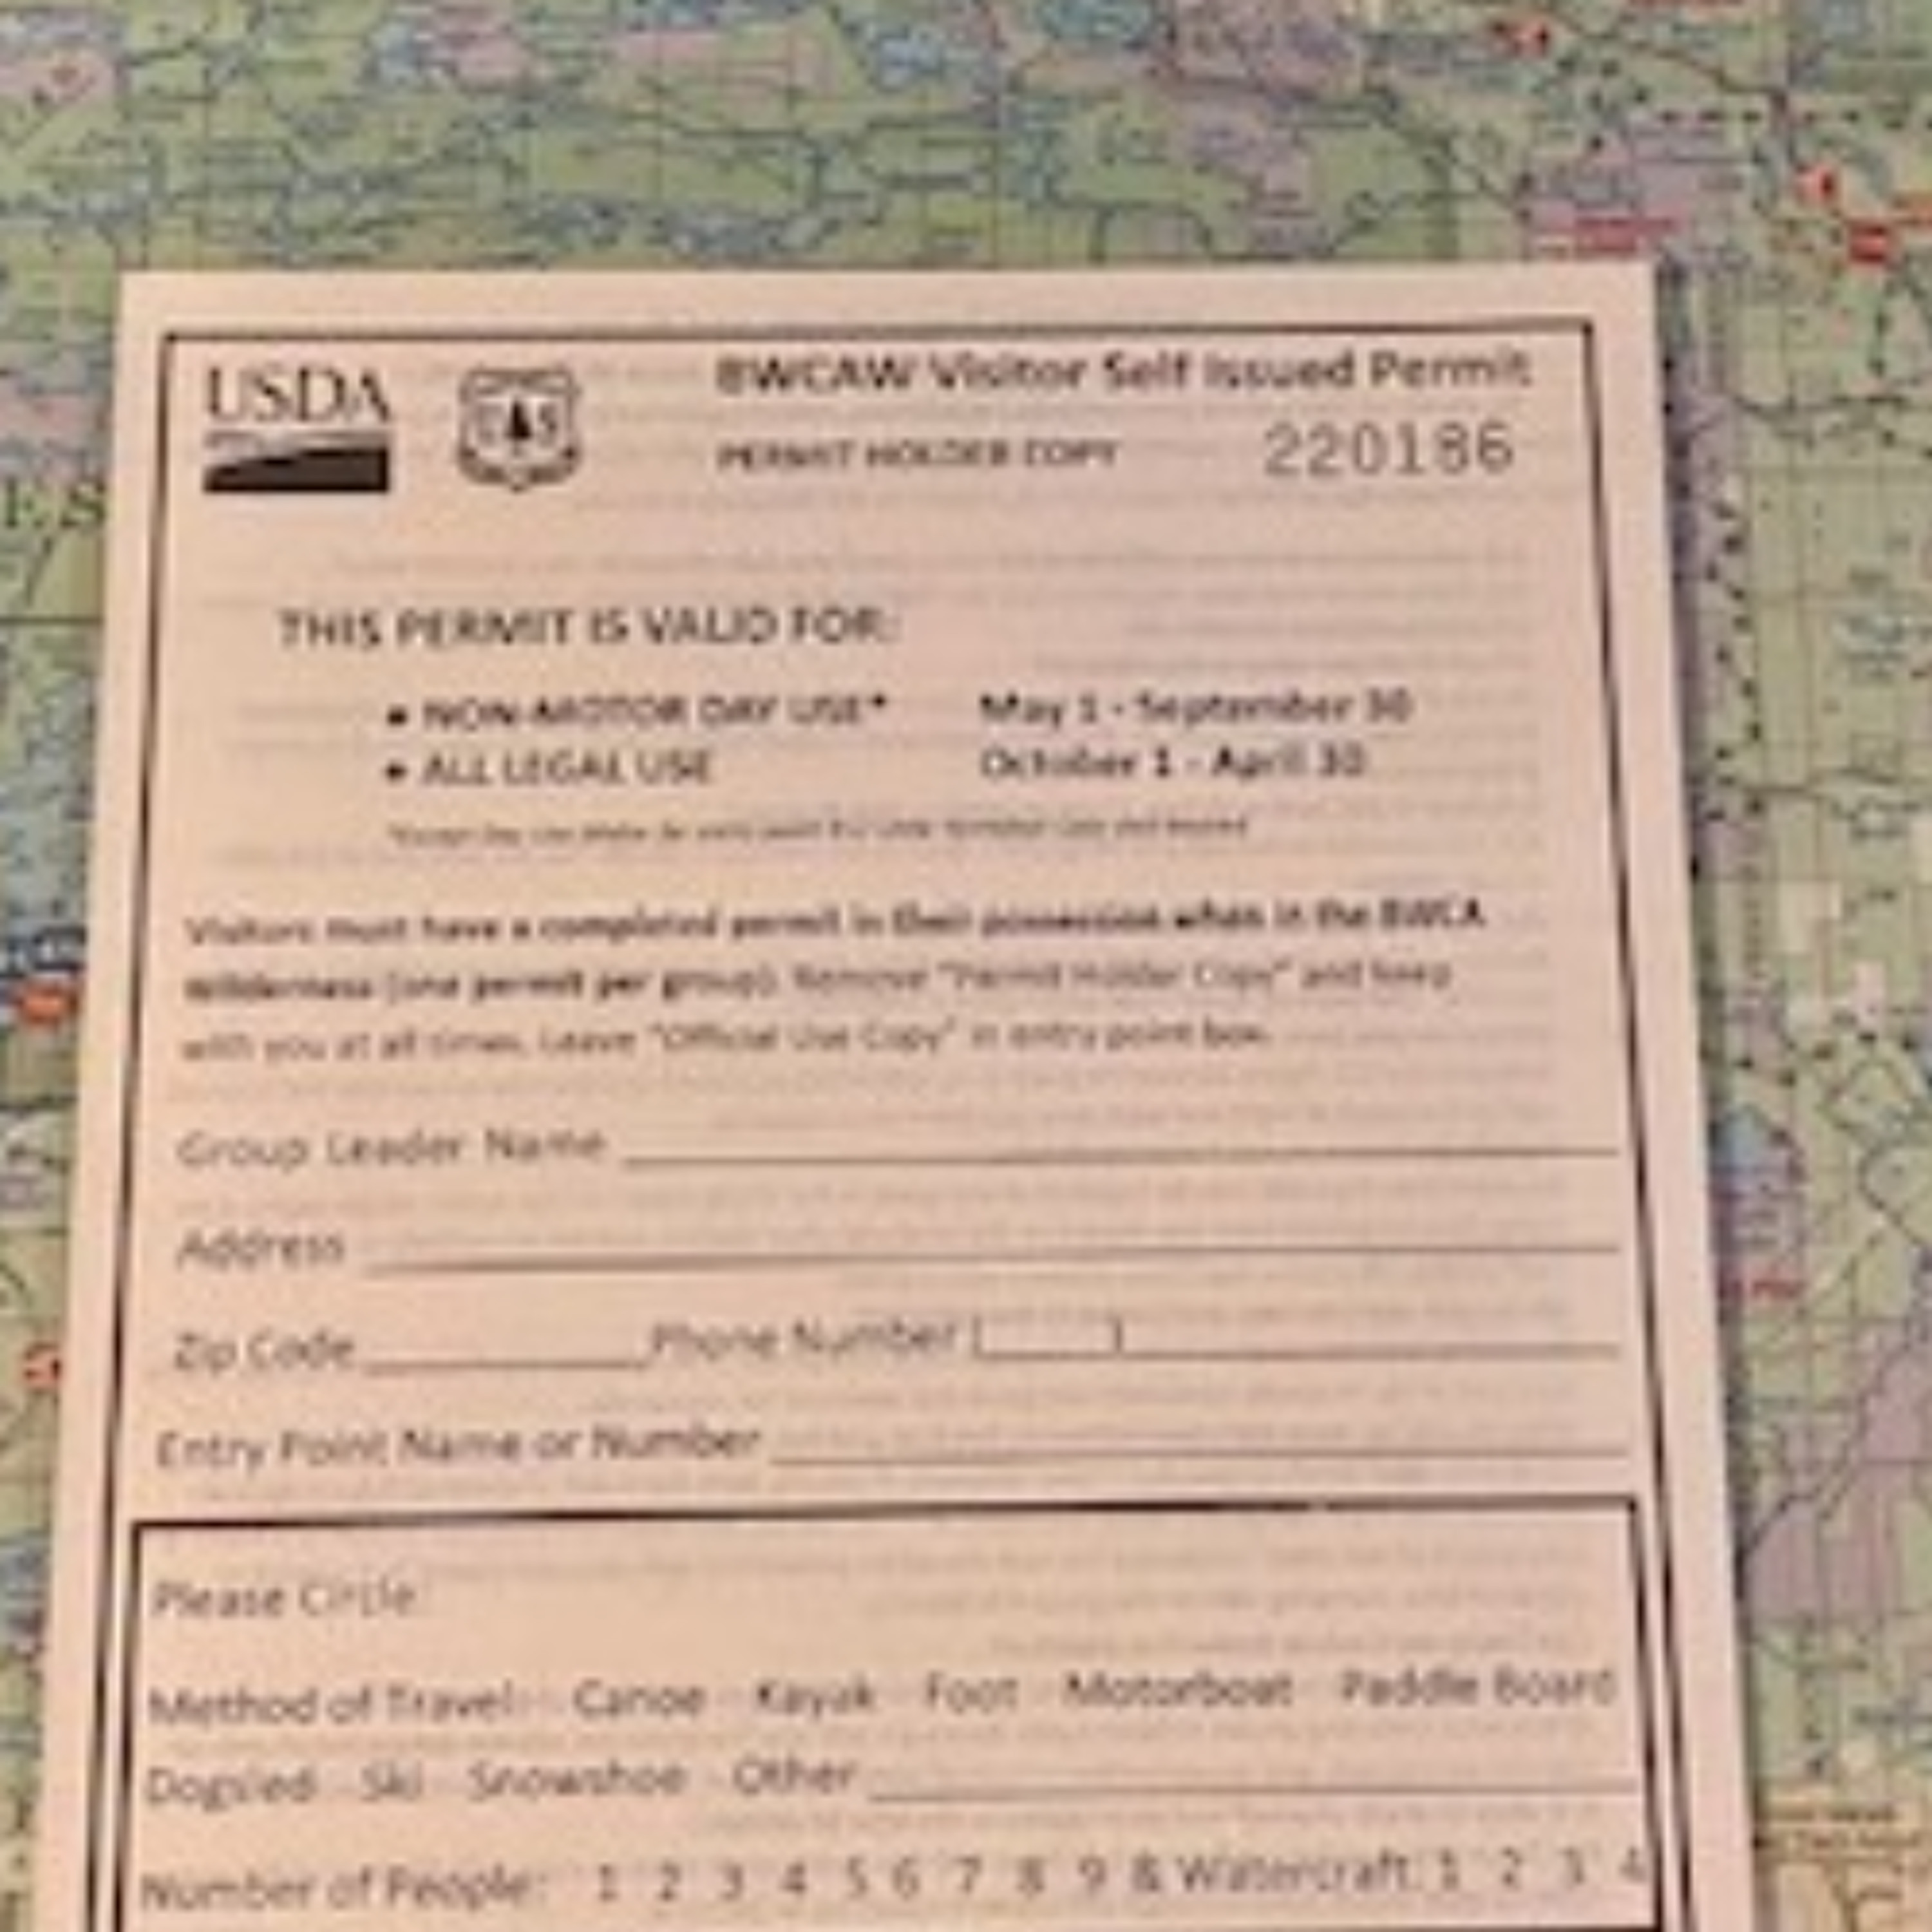 USDA
U S
BWCAW Visitor Self Issued Permit
PERMIT HOLDER COPY 220186
THIS PERMIT IS VALID FOR:
• NON-MOTOR DAY USE* May 1 - September 30
• ALL LEGAL USE October 1 - April 30
Visitors must have a completed permit in their possession when in the BWCA
Wilderness (one permit per group). Remove "Permit Holder Copy" and keep
with you at all times. Leave "Official Use Copy" in entry point box.
Group Leader Name
Address
Zip Code Phone Number ( )
Entry Point Name or Number
Please Circle:
Method of Travel: Canoe Kayak Foot Motorboat Paddle Board
Dogsled Ski Snowshoe Other
Number of People: 1 2 3 4 5 6 7 8 9 & Watercraft: 1 2 3 4